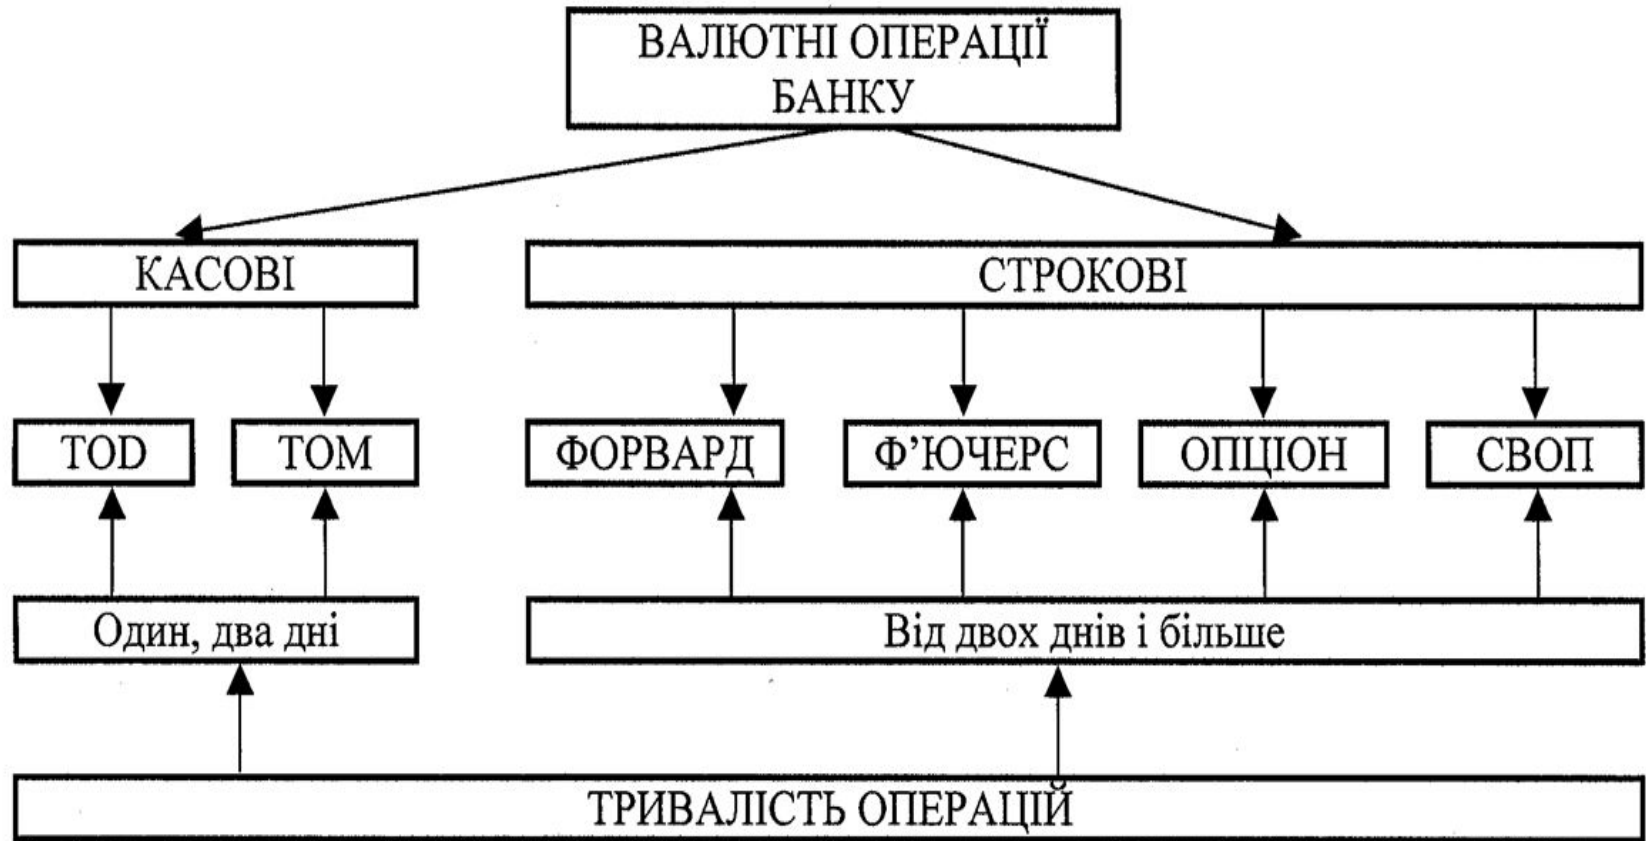 ВАЛЮТНІ ОПЕРАЦІЇ
БАНКУ
КАСОВІ
СТРОКОВІ
TOD
TOM
ФОРВАРД
Ф’ЮЧЕРС
ОПЦІОН
СВОП
Один, два дні
Від двох днів і більше
ТРИВАЛІСТЬ ОПЕРАЦІЙ